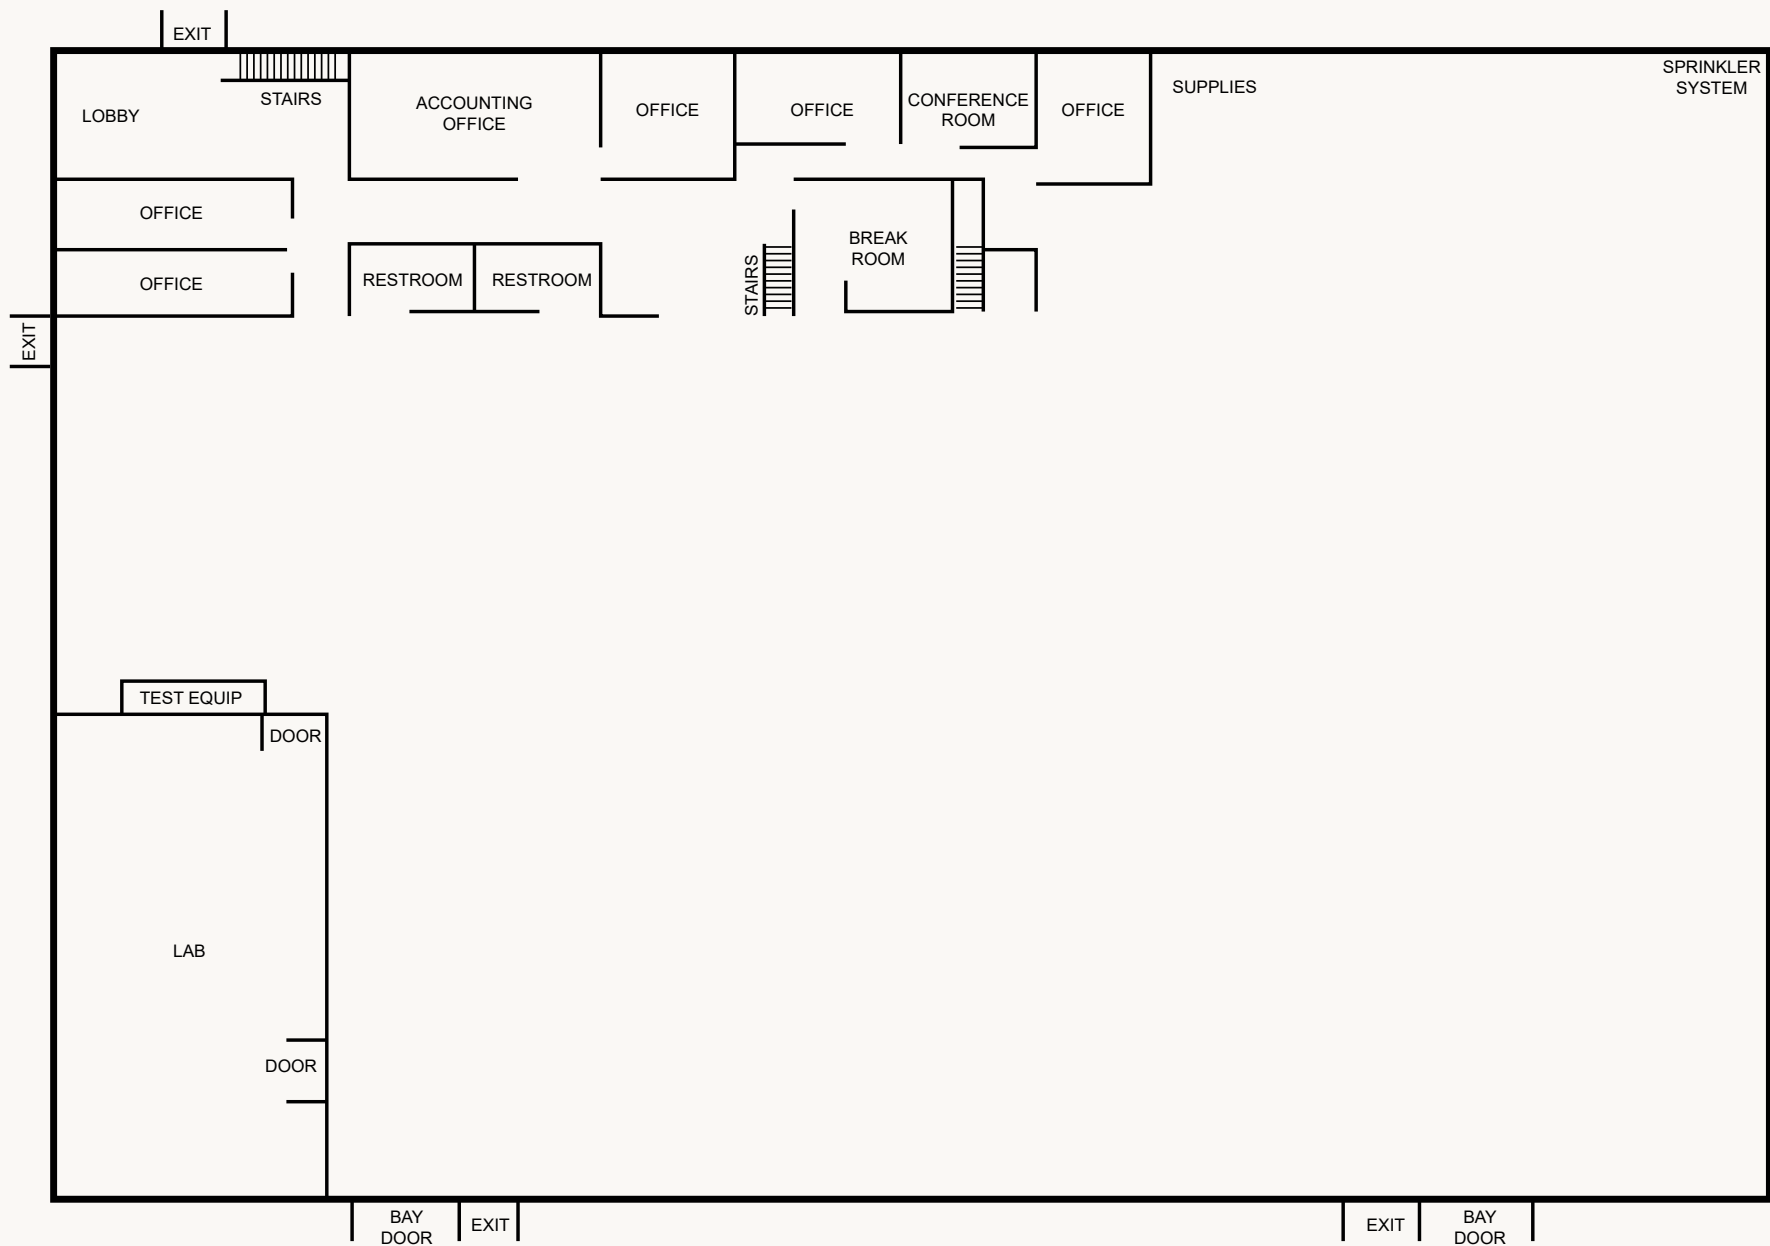 EXIT
SPRINKLER
SYSTEM
LOBBY
STAIRS
ACCOUNTING
OFFICE
OFFICE
OFFICE
CONFERENCE
ROOM
OFFICE
SUPPLIES
OFFICE
BREAK
ROOM
OFFICE
RESTROOM
RESTROOM
STAIRS
EXIT
TEST EQUIP
DOOR
LAB
DOOR
BAY
DOOR
EXIT
EXIT
BAY
DOOR